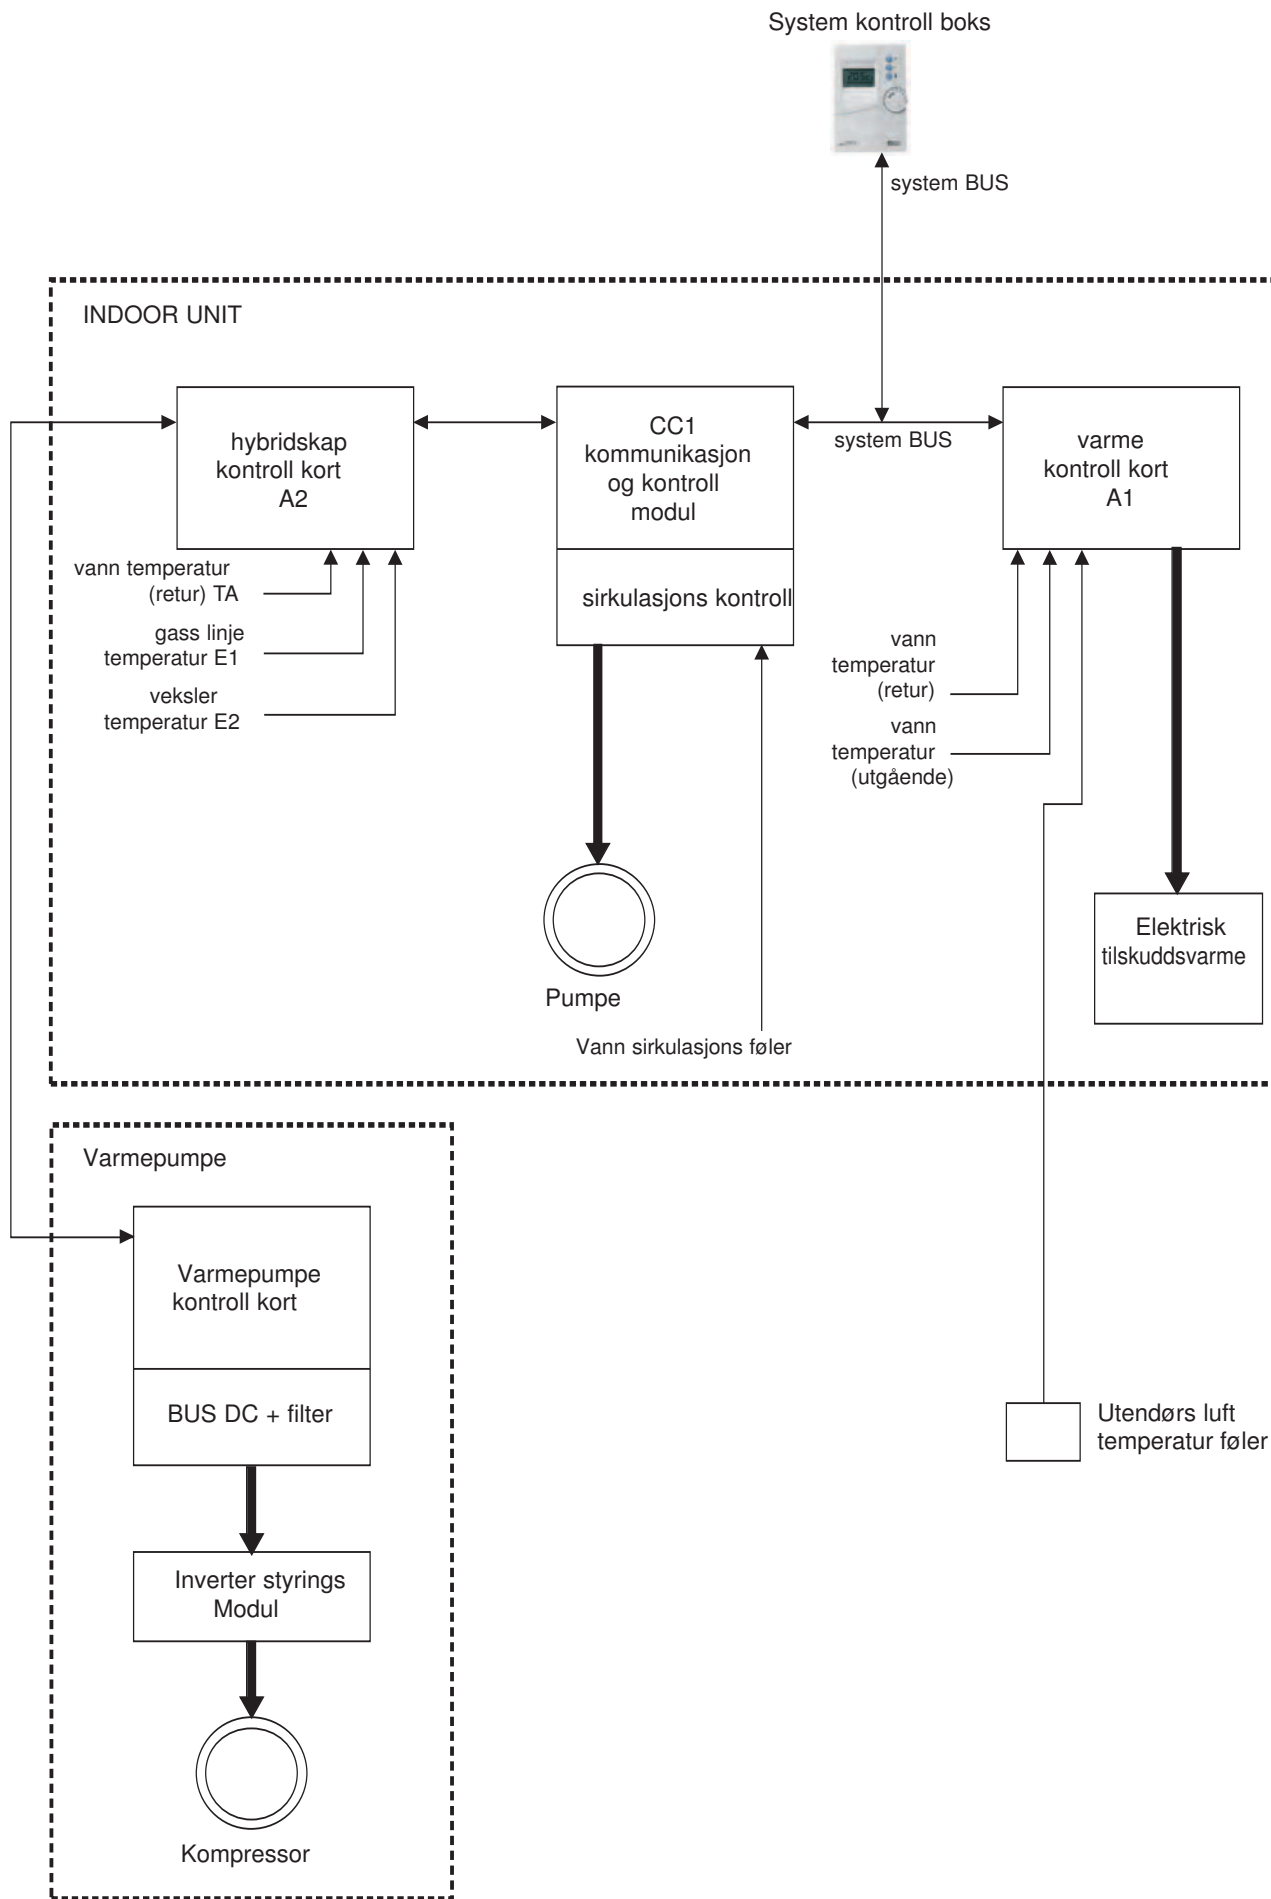 System kontroll boks
system BUS
INDOOR UNIT
hybridskap
kontroll kort
A2
CC1
kommunikasjon
og kontroll
modul
system BUS
varme
kontroll kort
A1
vann temperatur
(retur) TA
gass linje
temperatur E1
veksler
temperatur E2
sirkulasjons kontroll
vann
temperatur
(retur)
vann
temperatur
(utgående)
Pumpe
Vann sirkulasjons føler
Elektrisk
tilskuddsvarme
Varmepumpe
Varmepumpe
kontroll kort
BUS DC + filter
Inverter styrings
Modul
Kompressor
Utendørs luft
temperatur føler